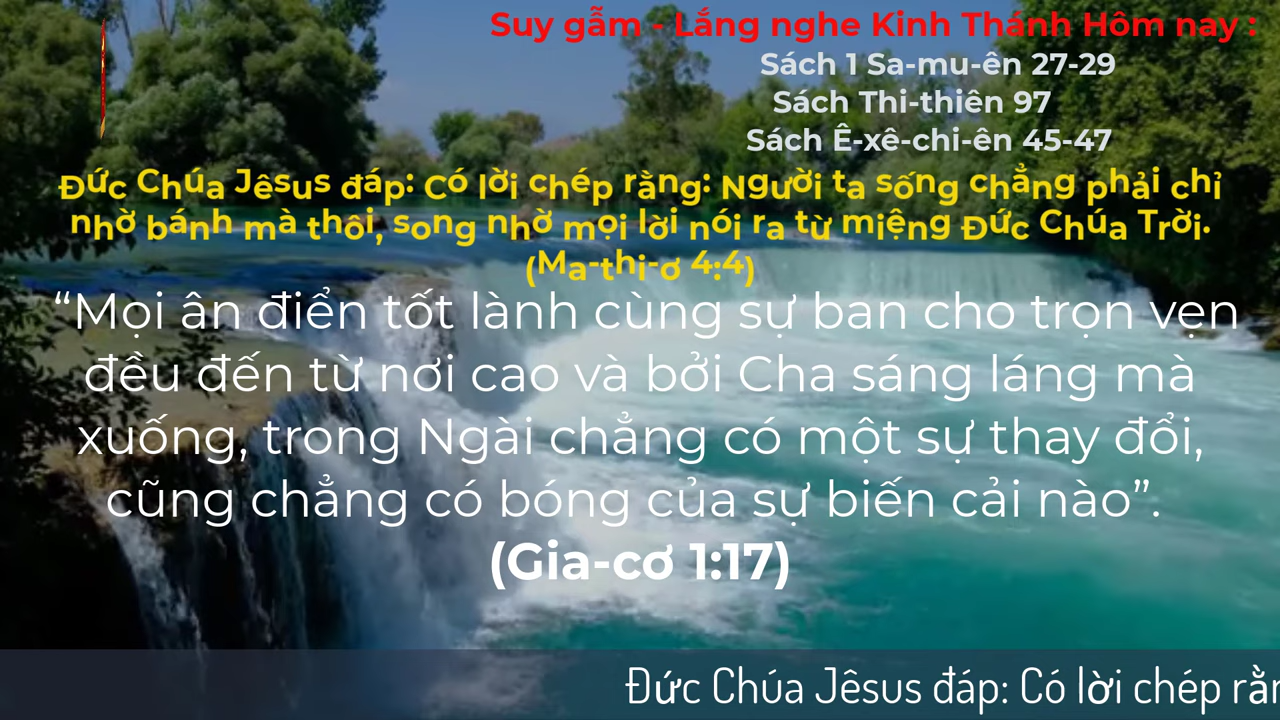 Suy gẫm - Lắng nghe Kinh Thánh Hôm nay :
Sách 1 Sa-mu-ên 27-29
Sách Thi-thiên 97
Sách Ê-xê-chi-ên 45-47
Đức Chúa Jêsus đáp: Có lời chép rằng: Người ta sống chẳng phải chỉ
nhờ bánh mà thôi, song nhờ mọi lời nói ra từ miệng Đức Chúa Trời.
(Ma-thi-ơ 4:4)
“Mọi ân điển tốt lành cùng sự ban cho trọn vẹn
đều đến từ nơi cao và bởi Cha sáng láng mà
xuống, trong Ngài chẳng có một sự thay đổi,
cũng chẳng có bóng của sự biến cải nào”.
(Gia-cơ 1:17)
Đức Chúa Jêsus đáp: Có lời chép rằn